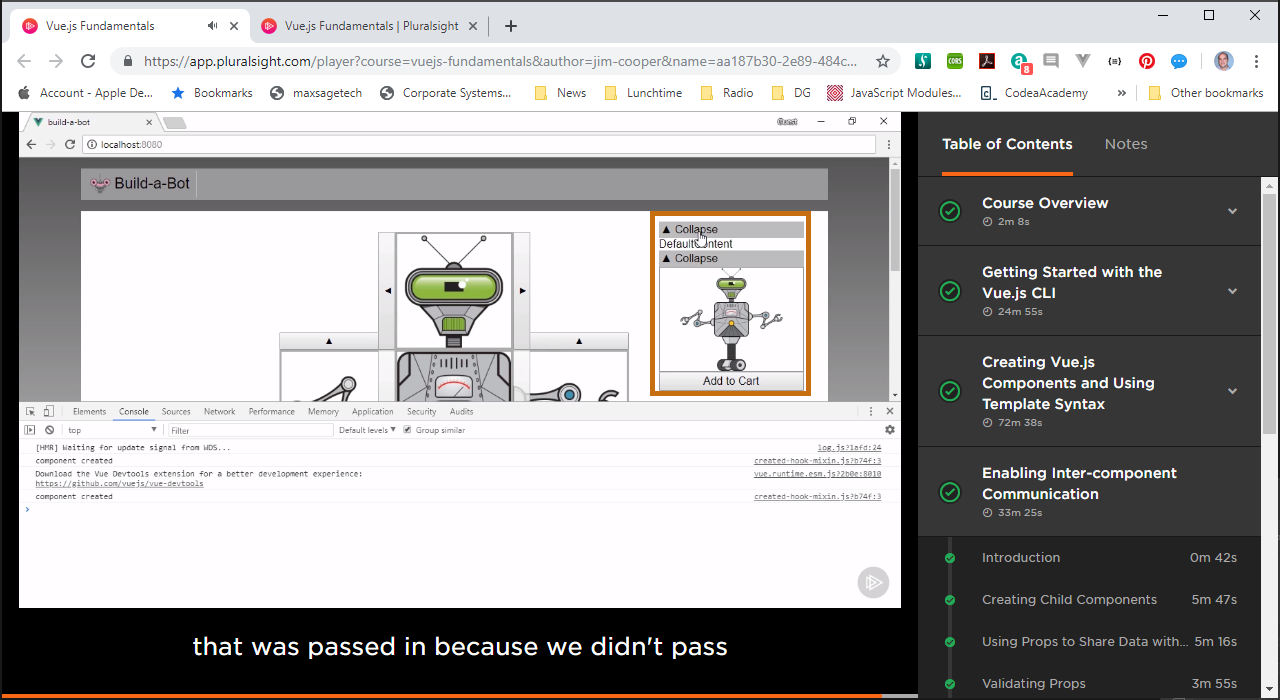 Vue.js Fundamentals
Vue.js Fundamentals | Pluralsight
https://app.pluralsight.com/player?course=vuejs-fundamentals&author=jim-cooper&name=aa187b30-2e89-484c...
CORS
8
Account - Apple De...
Bookmarks
maxsagetech
Corporate Systems...
News
Lunchtime
Radio
DG
JavaScript Modules...
CodeaAcademy
»
Other bookmarks
build-a-bot
Guest
localhost:8080
Build-a-Bot
▲ Collapse
Default Content
▲ Collapse
Add to Cart
Elements Console Sources Network Performance Memory Application Security Audits
top
Filter
Default levels ▼
Group similar
[HMR] Waiting for update signal from WDS... log.js?1afd:24
component created created-hook-mixin.js?b74f:3
Download the Vue Devtools extension for a better development experience: vue.runtime.esm.js?2b0e:8010
https://github.com/vuejs/vue-devtools
component created created-hook-mixin.js?b74f:3
that was passed in because we didn't pass
Table of Contents
Notes
Course Overview
2m 8s
Getting Started with the
Vue.js CLI
24m 55s
Creating Vue.js
Components and Using
Template Syntax
72m 38s
Enabling Inter-component
Communication
33m 25s
Introduction 0m 42s
Creating Child Components 5m 47s
Using Props to Share Data with... 5m 16s
Validating Props 3m 55s